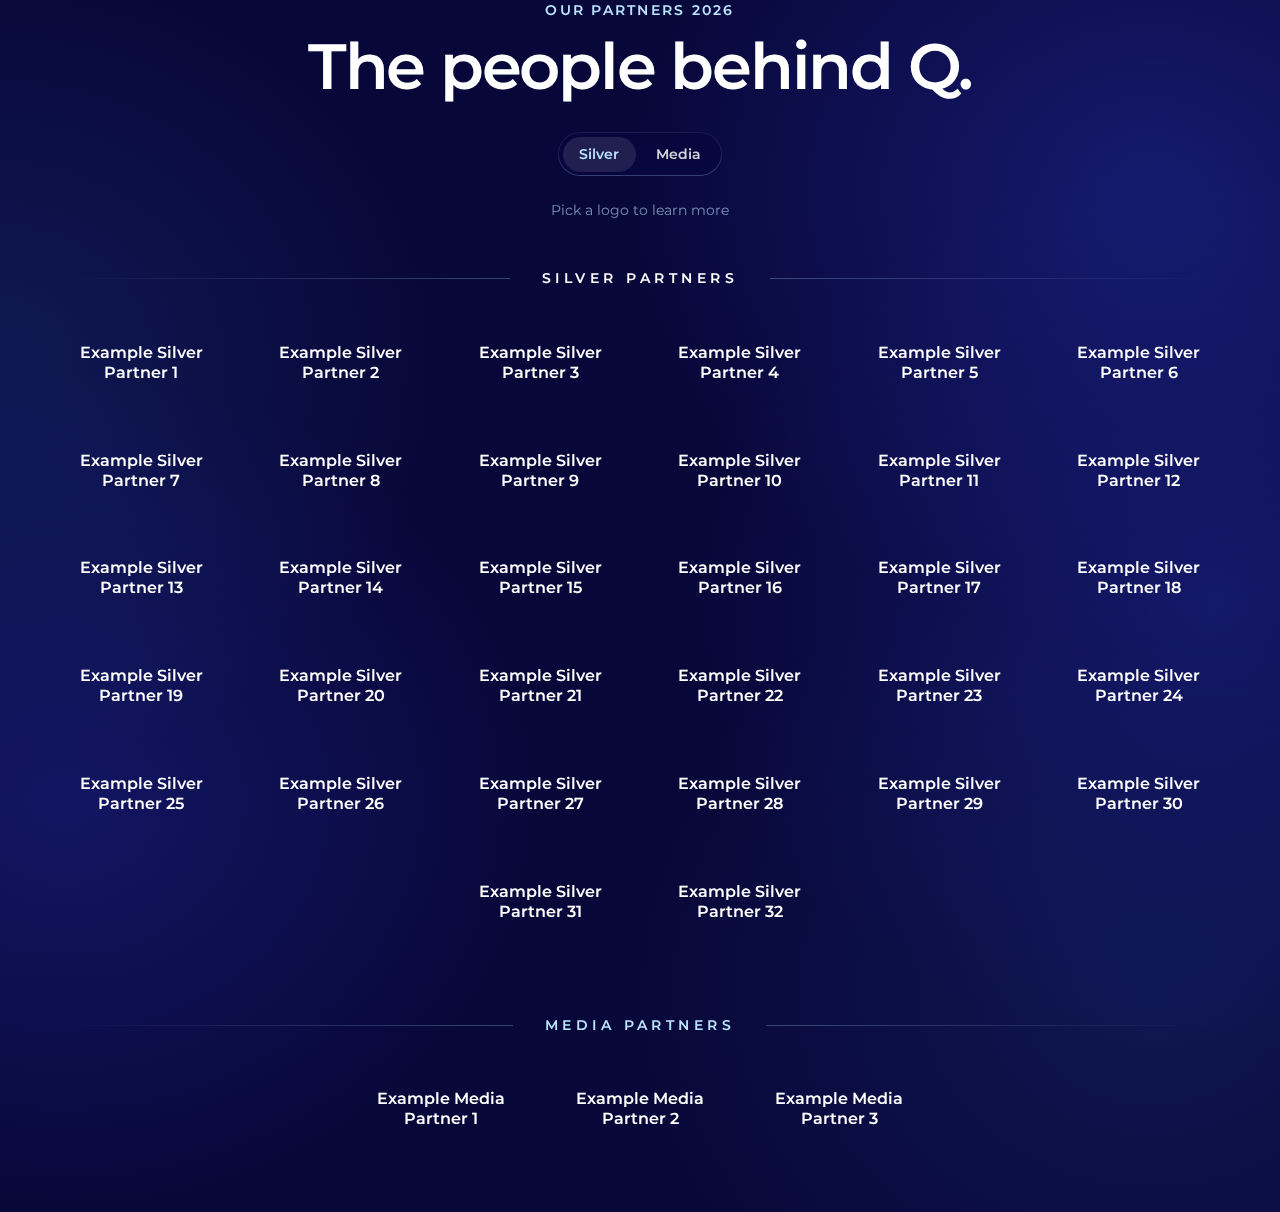 OUR PARTNERS 2026
The people behind Q.
Silver Media
Pick a logo to learn more
SILVER PARTNERS
Example Silver Partner 1
Example Silver Partner 2
Example Silver Partner 3
Example Silver Partner 4
Example Silver Partner 5
Example Silver Partner 6
Example Silver Partner 7
Example Silver Partner 8
Example Silver Partner 9
Example Silver Partner 10
Example Silver Partner 11
Example Silver Partner 12
Example Silver Partner 13
Example Silver Partner 14
Example Silver Partner 15
Example Silver Partner 16
Example Silver Partner 17
Example Silver Partner 18
Example Silver Partner 19
Example Silver Partner 20
Example Silver Partner 21
Example Silver Partner 22
Example Silver Partner 23
Example Silver Partner 24
Example Silver Partner 25
Example Silver Partner 26
Example Silver Partner 27
Example Silver Partner 28
Example Silver Partner 29
Example Silver Partner 30
Example Silver Partner 31
Example Silver Partner 32
MEDIA PARTNERS
Example Media Partner 1
Example Media Partner 2
Example Media Partner 3